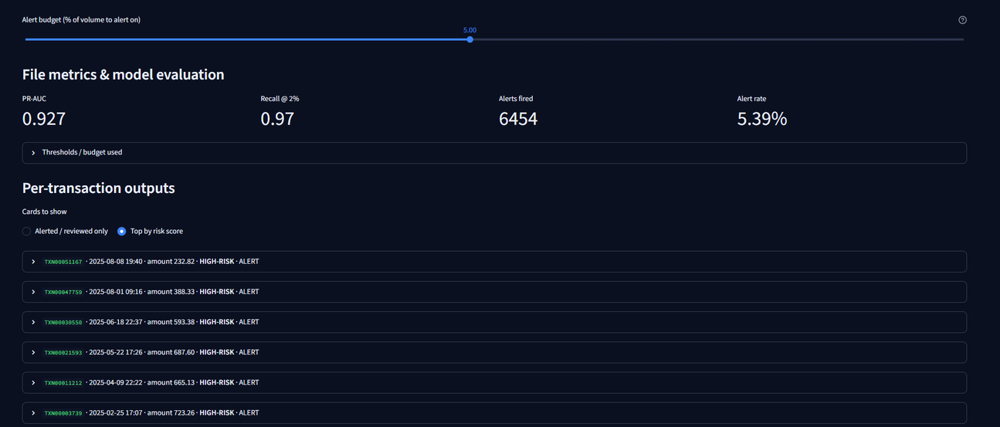 Alert budget (% of volume to alert on)
5.00
File metrics & model evaluation
PR-AUC Recall @ 2% Alerts fired Alert rate
0.927 0.97 6454 5.39%
Thresholds / budget used
Per-transaction outputs
Cards to show
Alerted / reviewed only Top by risk score
TXN00051167 · 2025-08-08 19:40 · amount 232.82 · HIGH-RISK · ALERT
TXN00047759 · 2025-08-01 09:16 · amount 388.33 · HIGH-RISK · ALERT
TXN00030550 · 2025-06-18 22:37 · amount 593.38 · HIGH-RISK · ALERT
TXN00021593 · 2025-05-22 17:26 · amount 687.60 · HIGH-RISK · ALERT
TXN00011212 · 2025-04-09 22:22 · amount 665.13 · HIGH-RISK · ALERT
TXN00003739 · 2025-02-25 17:07 · amount 723.26 · HIGH-RISK · ALERT